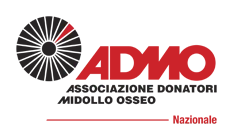 ADMO
ASSOCIAZIONE DONATORI
MIDOLLO OSSEO
Nazionale